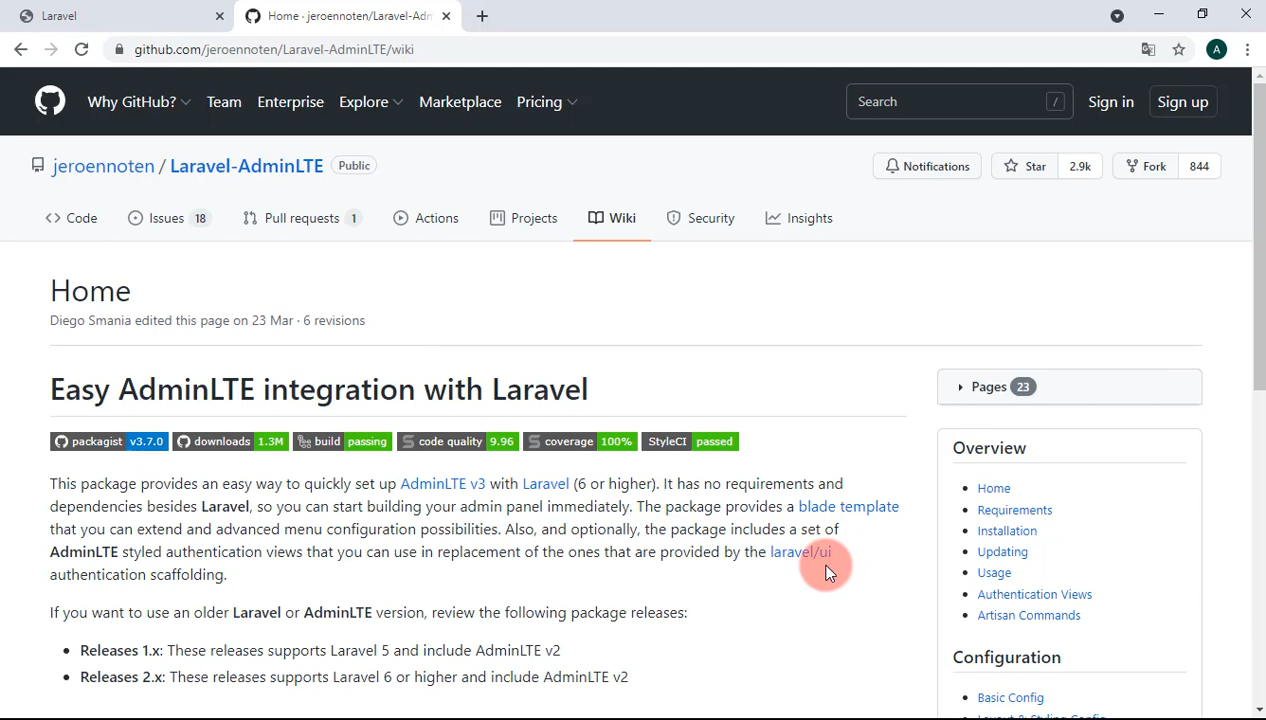 Laravel
Home · jeroennoten/Laravel-Adm
github.com/jeroennoten/Laravel-AdminLTE/wiki
A
Why GitHub? Team Enterprise Explore Marketplace Pricing
Search /
Sign in Sign up
jeroennoten / Laravel-AdminLTE Public
Notifications Star 2.9k Fork 844
Code Issues 18 Pull requests 1 Actions Projects Wiki Security Insights
Home
Diego Smania edited this page on 23 Mar · 6 revisions
Easy AdminLTE integration with Laravel
packagist v3.7.0 downloads 1.3M build passing code quality 9.96 coverage 100% StyleCI passed
This package provides an easy way to quickly set up AdminLTE v3 with Laravel (6 or higher). It has no requirements and
dependencies besides Laravel, so you can start building your admin panel immediately. The package provides a blade template
that you can extend and advanced menu configuration possibilities. Also, and optionally, the package includes a set of
AdminLTE styled authentication views that you can use in replacement of the ones that are provided by the laravel/ui
authentication scaffolding.
If you want to use an older Laravel or AdminLTE version, review the following package releases:
Releases 1.x: These releases supports Laravel 5 and include AdminLTE v2
Releases 2.x: These releases supports Laravel 6 or higher and include AdminLTE v2
Pages 23
Overview
Home
Requirements
Installation
Updating
Usage
Authentication Views
Artisan Commands
Configuration
Basic Config